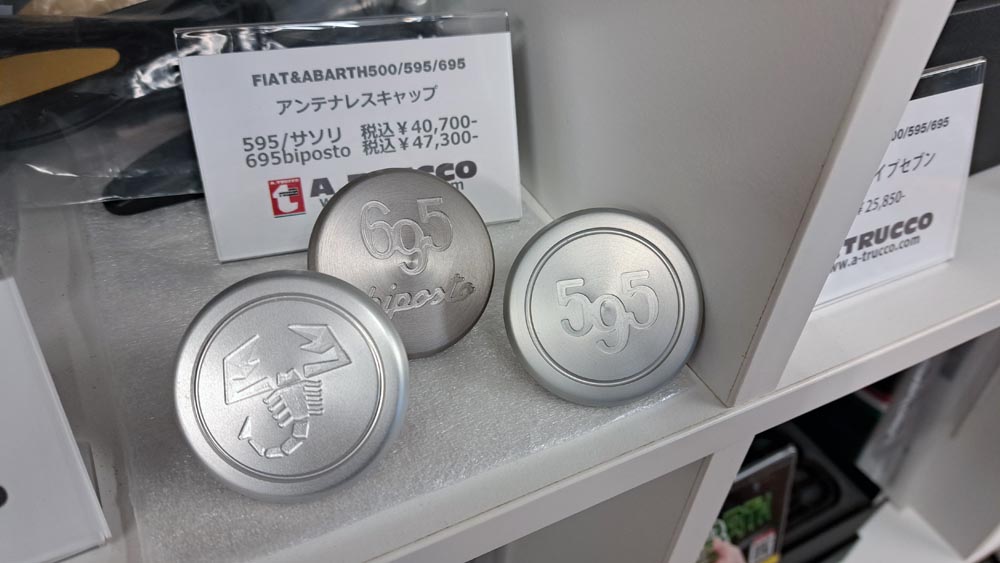 FIAT&ABARTH500/595/695
アンテナレスキャップ
595/サソリ 税込￥40,700-
695biposto 税込￥47,300-
A.TRUCCO
695
biposto
595
00/595/695
イプセブン
￥25,850-
TRUCCO
www.a-trucco.com